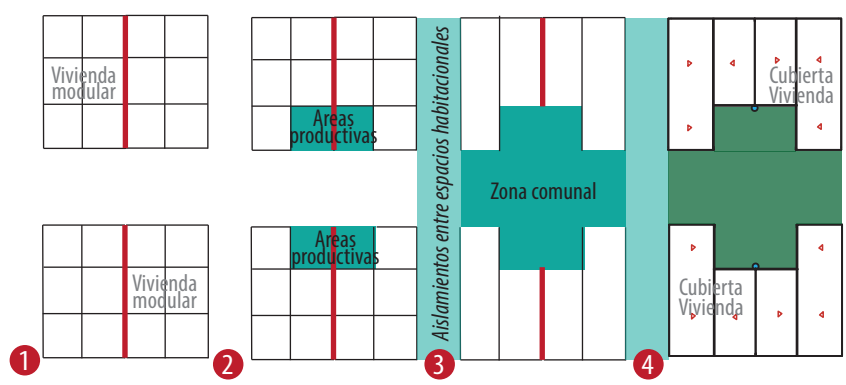 Vivienda
modular
Vivienda
modular
1
Areas
productivas
Areas
productivas
2
Aislamientos entre espacios habitacionales
3
Zona comunal
4
Cubierta
Vivienda
Cubierta
Vivienda